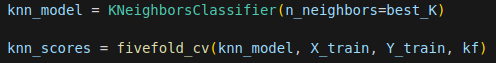 knn_model = KNeighborsClassifier(n_neighbors=best_K)
knn_scores = fivefold_cv(knn_model, X_train, Y_train, kf)